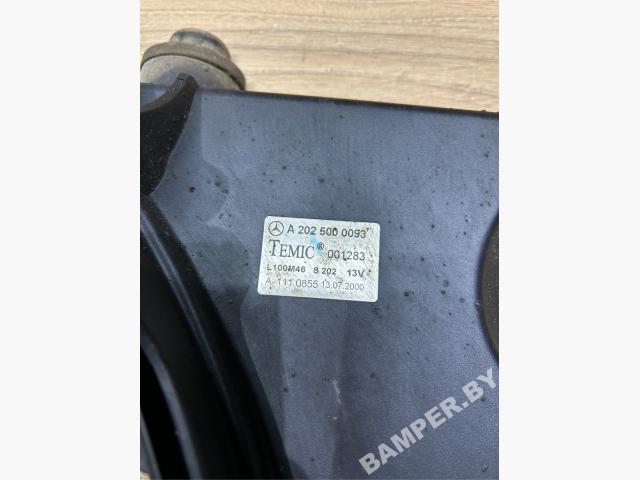 A 202 500 0093
TEMIC® 001283
L100M46 S 202 13V
A-111.0855 13.07.2000
BAMPER.BY